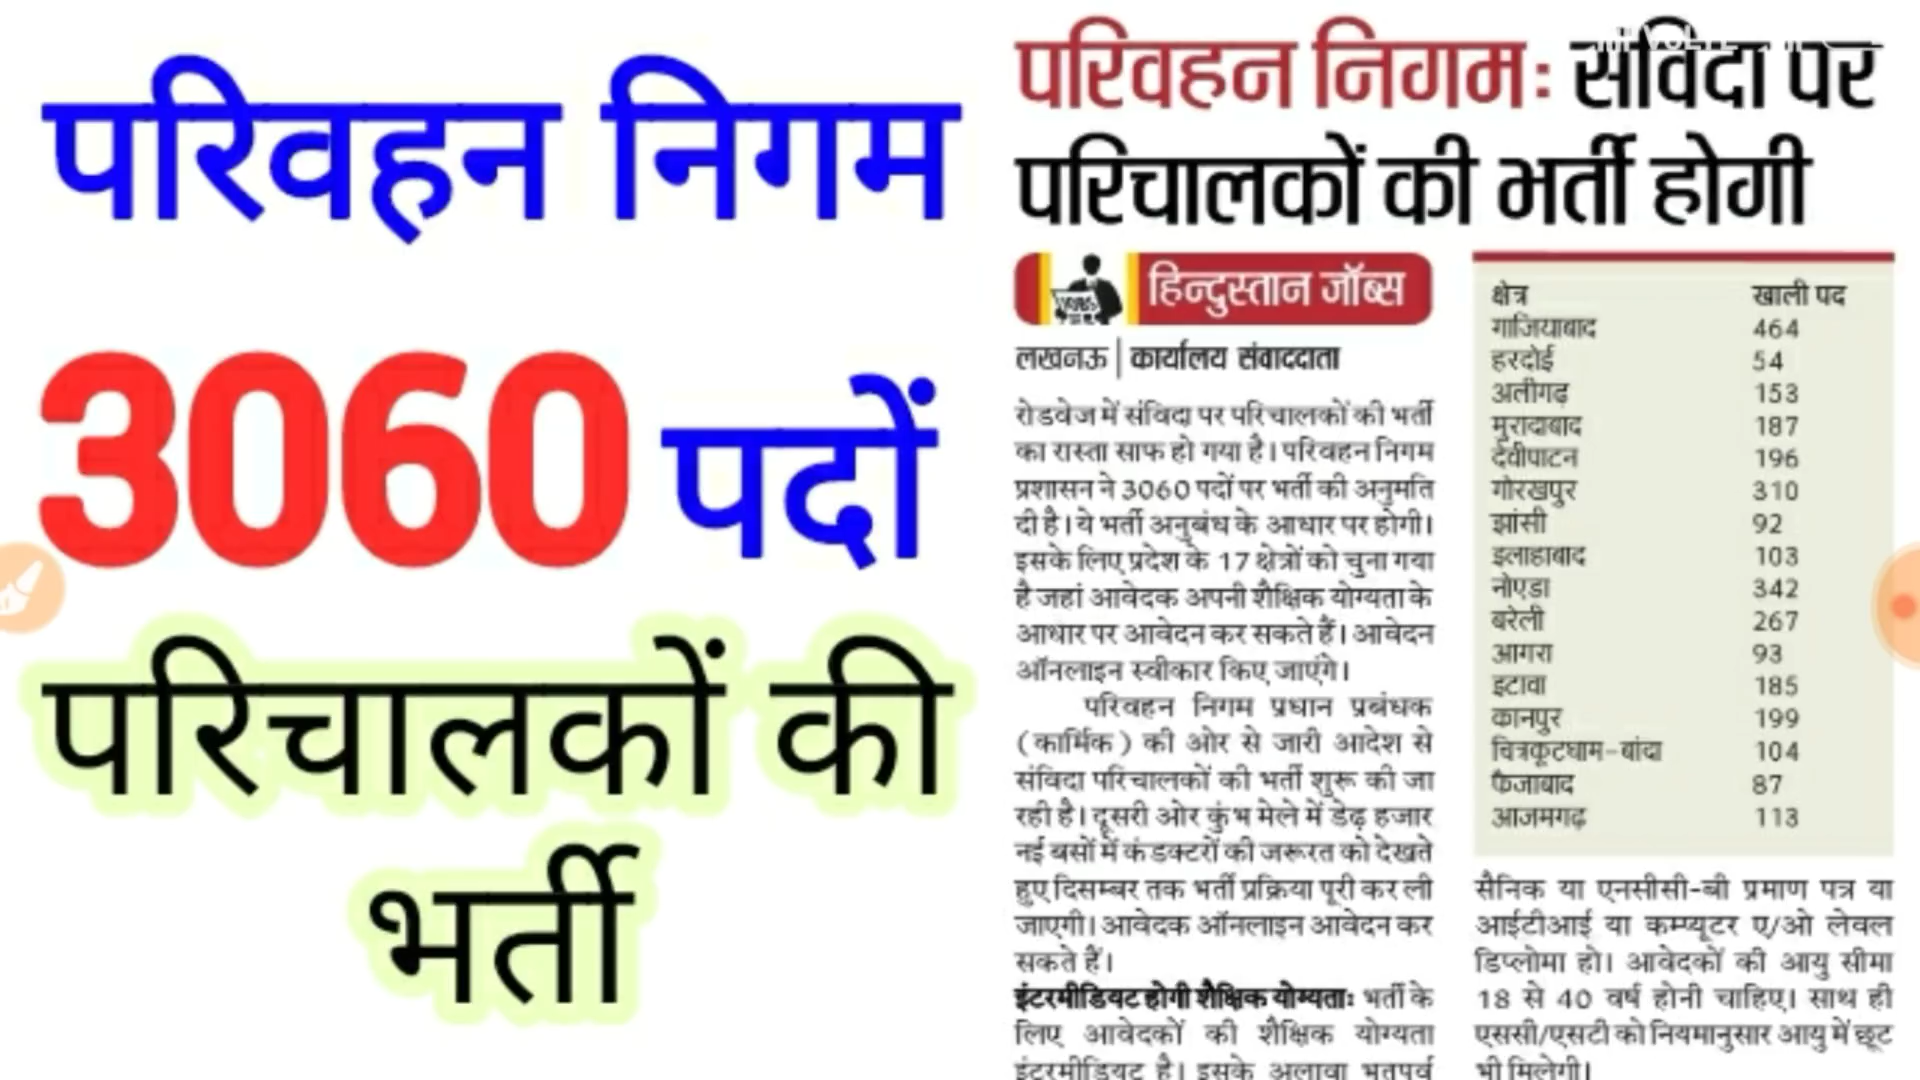 परिवहन निगम
3060 पदों
परिचालकों की
भर्ती
परिवहन निगमः संविदा पर
परिचालकों की भर्ती होगी
JOBS
हिन्दुस्तान जॉब्स
लखनऊ | कार्यालय संवाददाता
रोडवेज में संविदा पर परिचालकों की भर्ती
का रास्ता साफ हो गया है। परिवहन निगम
प्रशासन ने 3060 पदों पर भर्ती की अनुमति
दी है। ये भर्ती अनुबंध के आधार पर होगी।
इसके लिए प्रदेश के 17 क्षेत्रों को चुना गया
है जहां आवेदक अपनी शैक्षिक योग्यता के
आधार पर आवेदन कर सकते हैं। आवेदन
ऑनलाइन स्वीकार किए जाएंगे।
परिवहन निगम प्रधान प्रबंधक
(कार्मिक) की ओर से जारी आदेश से
संविदा परिचालकों की भर्ती शुरू की जा
रही है। दूसरी ओर कुंभ मेले में डेढ़ हजार
नई बसों में कंडक्टरों की जरूरत को देखते
हुए दिसम्बर तक भर्ती प्रक्रिया पूरी कर ली
जाएगी। आवेदक ऑनलाइन आवेदन कर
सकते हैं।
इंटरमीडियट होगी शैक्षिक योग्यताः भर्ती के
लिए आवेदकों की शैक्षिक योग्यता
इंटरमीडियट है। इसके अलावा भूतपूर्व
क्षेत्र खाली पद
गाजियाबाद 464
हरदोई 54
अलीगढ़ 153
मुरादाबाद 187
देवीपाटन 196
गोरखपुर 310
झांसी 92
इलाहाबाद 103
नोएडा 342
बरेली 267
आगरा 93
इटावा 185
कानपुर 199
चित्रकूटधाम-बांदा 104
फैजाबाद 87
आजमगढ़ 113
सैनिक या एनसीसी-बी प्रमाण पत्र या
आईटीआई या कम्प्यूटर ए/ओ लेवल
डिप्लोमा हो। आवेदकों की आयु सीमा
18 से 40 वर्ष होनी चाहिए। साथ ही
एससी/एसटी को नियमानुसार आयु में छूट
भी मिलेगी।